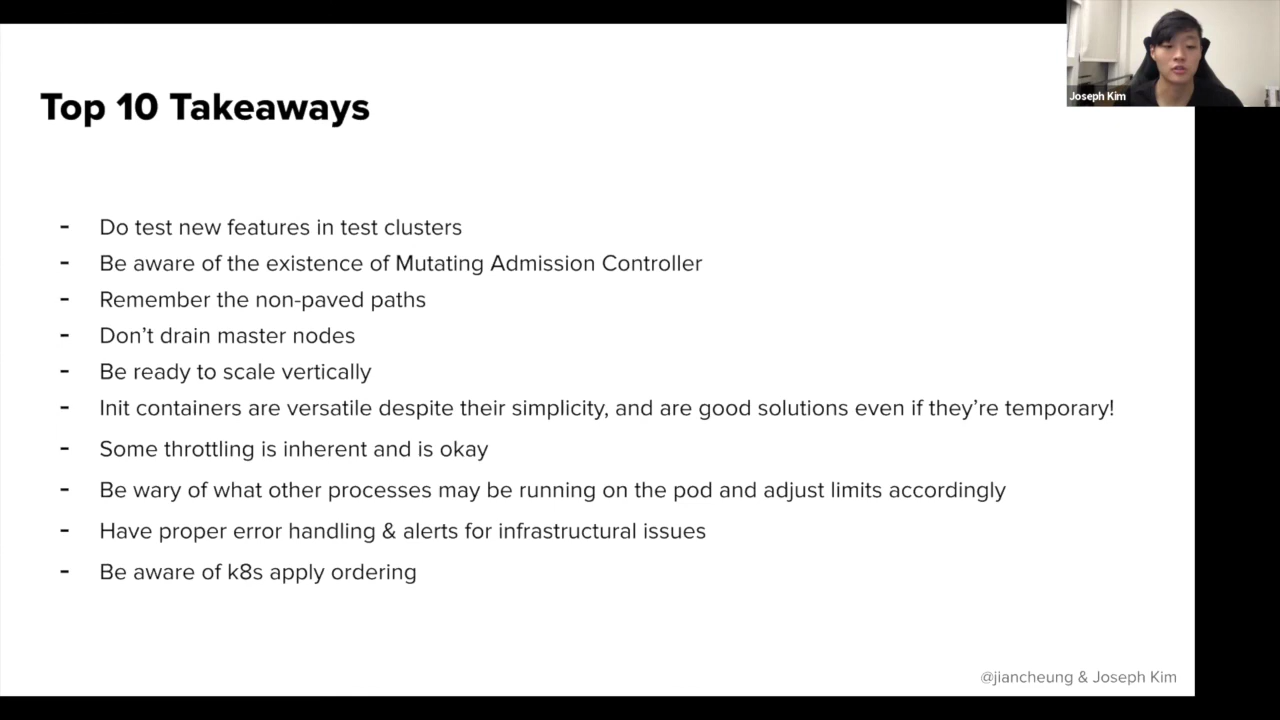 Joseph Kim
Top 10 Takeaways
- Do test new features in test clusters
- Be aware of the existence of Mutating Admission Controller
- Remember the non-paved paths
- Don’t drain master nodes
- Be ready to scale vertically
- Init containers are versatile despite their simplicity, and are good solutions even if they’re temporary!
- Some throttling is inherent and is okay
- Be wary of what other processes may be running on the pod and adjust limits accordingly
- Have proper error handling & alerts for infrastructural issues
- Be aware of k8s apply ordering
@jiancheung & Joseph Kim